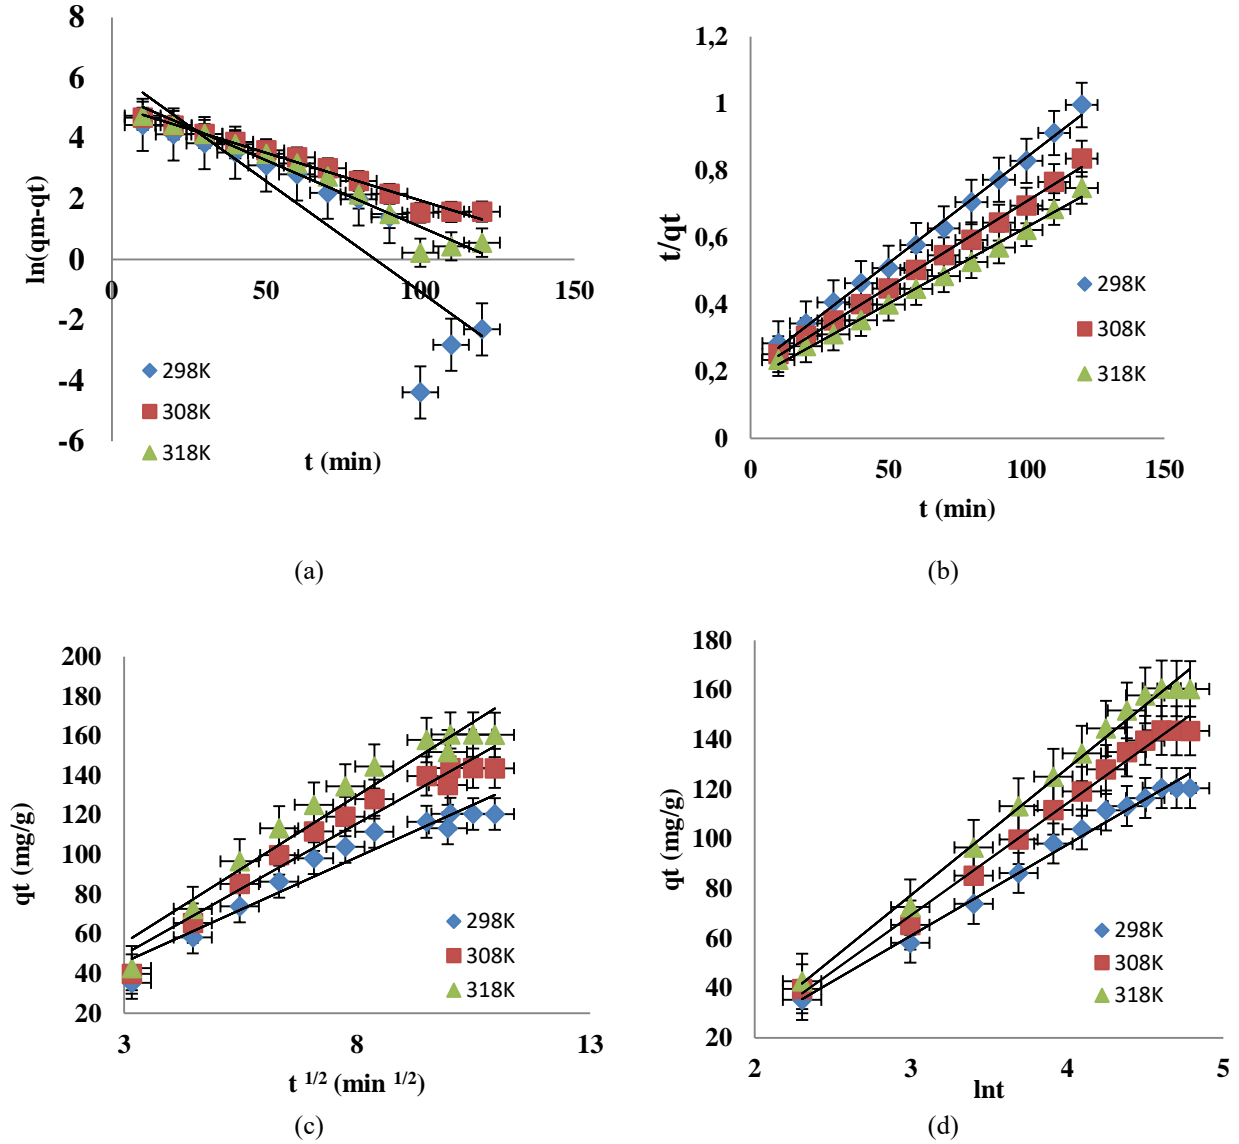 8
6
4
2
0
-2
-4
-6
0
50
100
150
ln(qm-qt)
t (min)
298K
308K
318K
(a)
1,2
1
0,8
0,6
0,4
0,2
0
0
50
100
150
t/qt
t (min)
298K
308K
318K
(b)
200
180
160
140
120
100
80
60
40
20
3
8
13
qt (mg/g)
t 1/2 (min 1/2)
298K
308K
318K
(c)
180
160
140
120
100
80
60
40
20
2
3
4
5
qt (mg/g)
lnt
298K
308K
318K
(d)